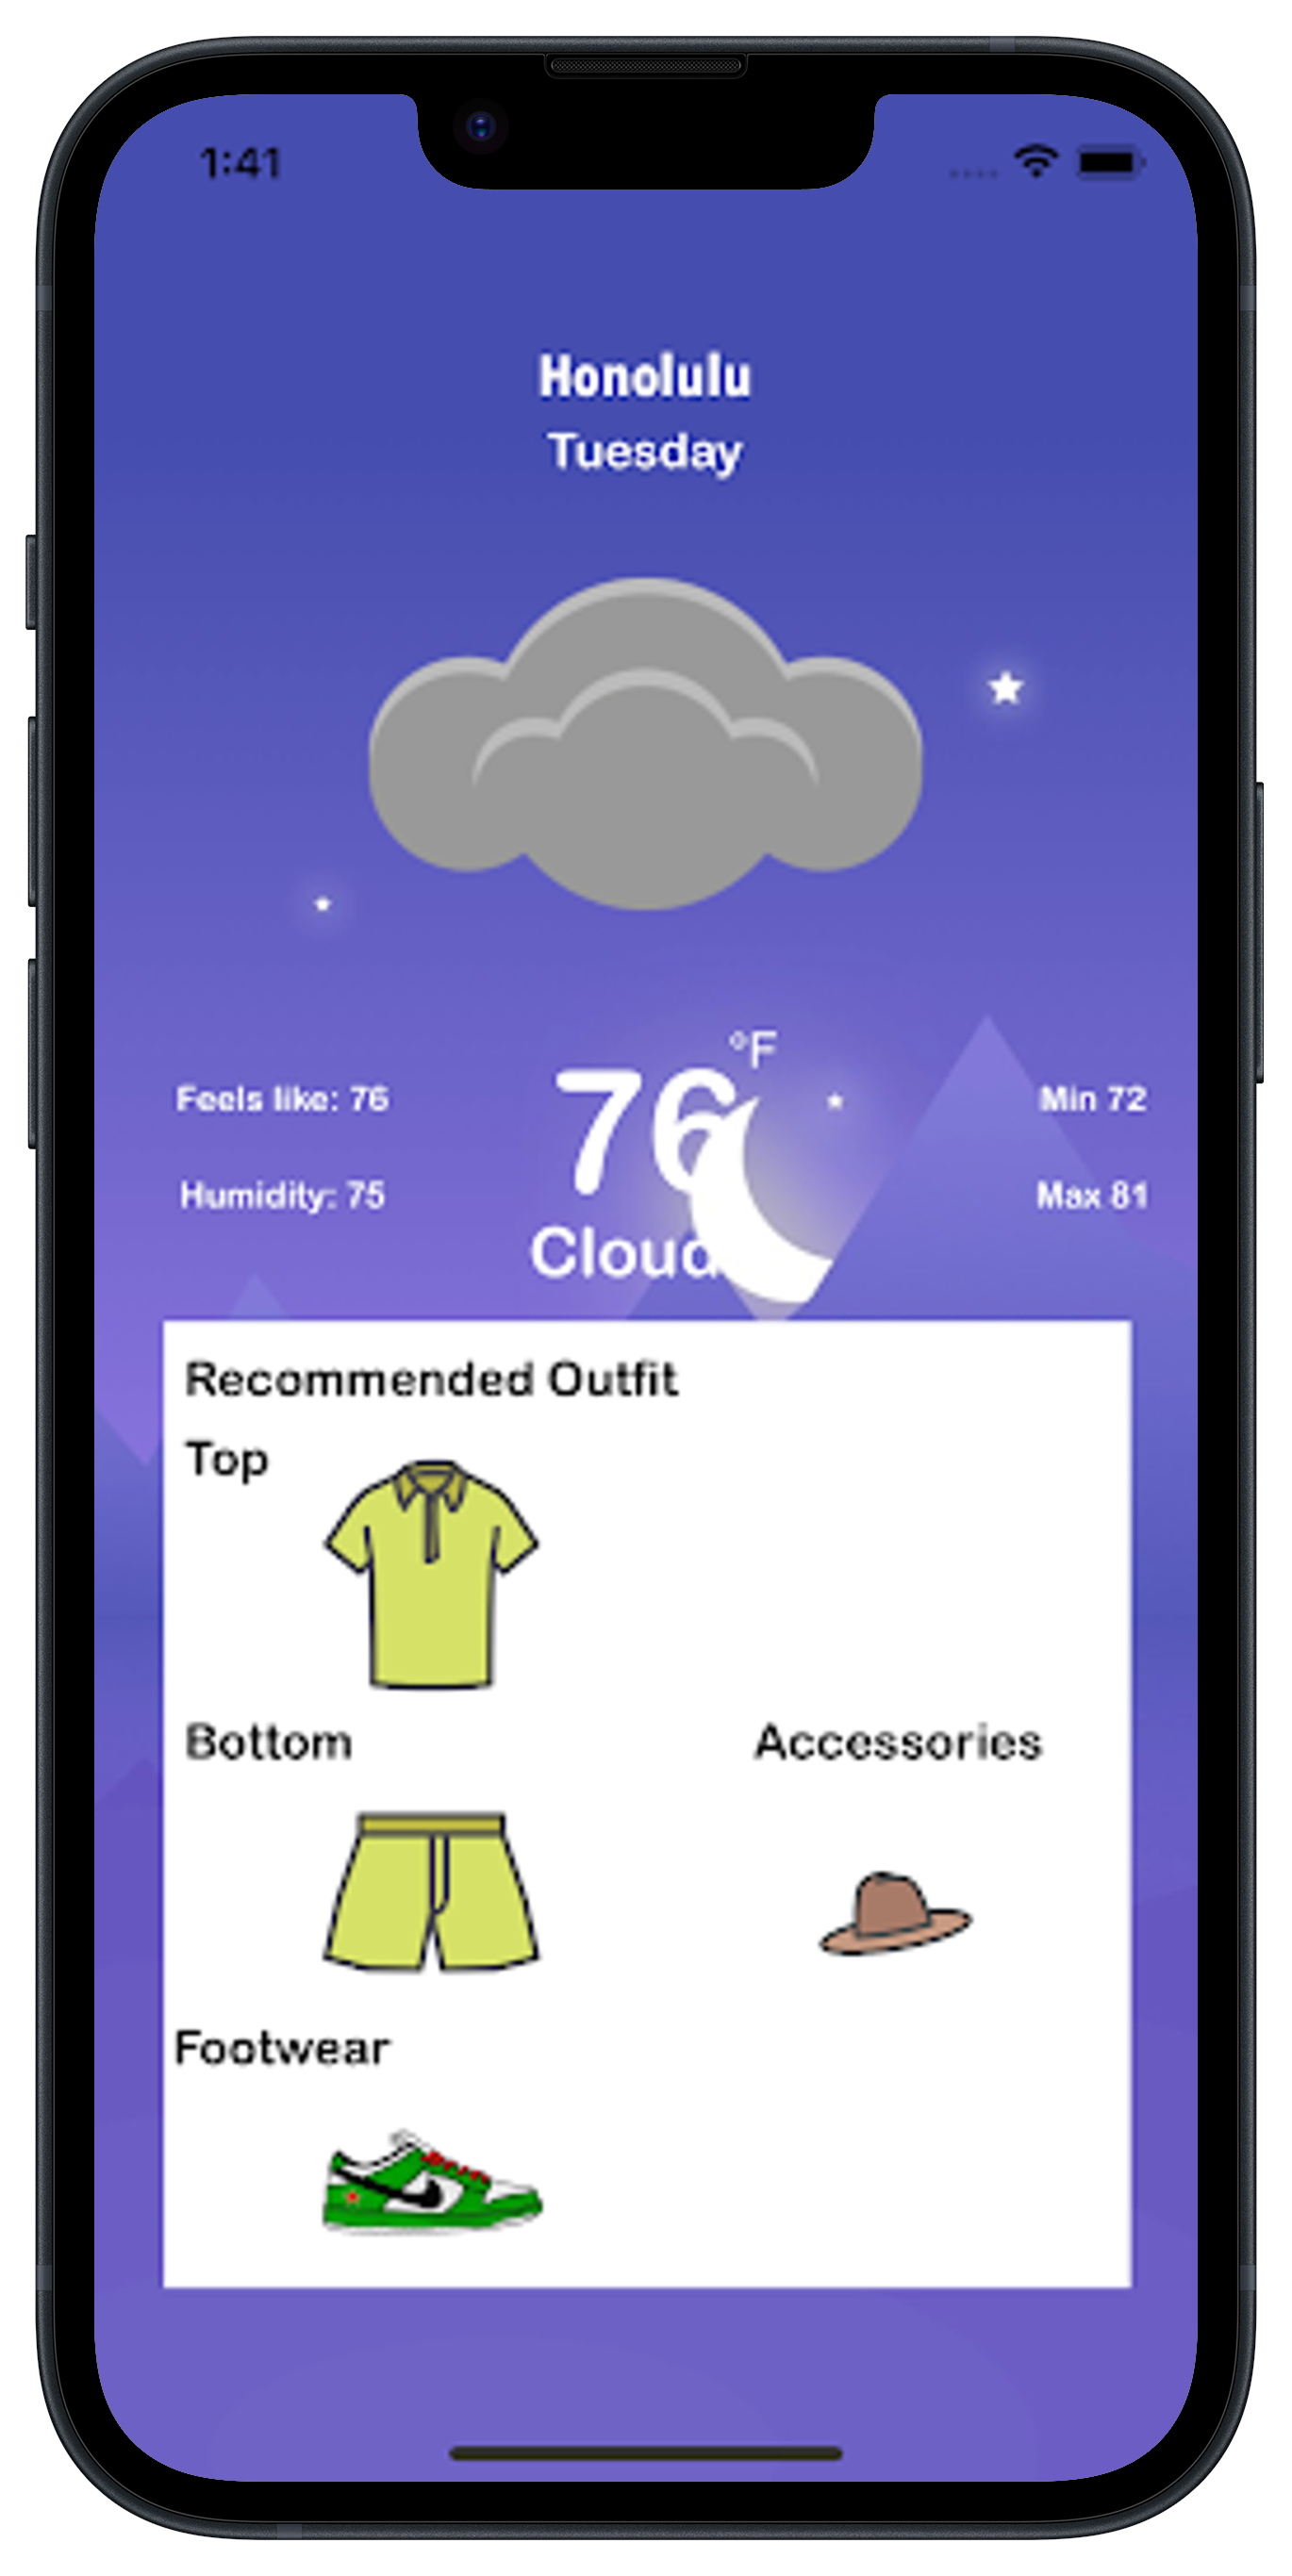 1:41
Honolulu
Tuesday
°F
76
Feels like: 76
Min 72
Humidity: 75
Max 81
Cloud
Recommended Outfit
Top
Bottom
Accessories
Footwear